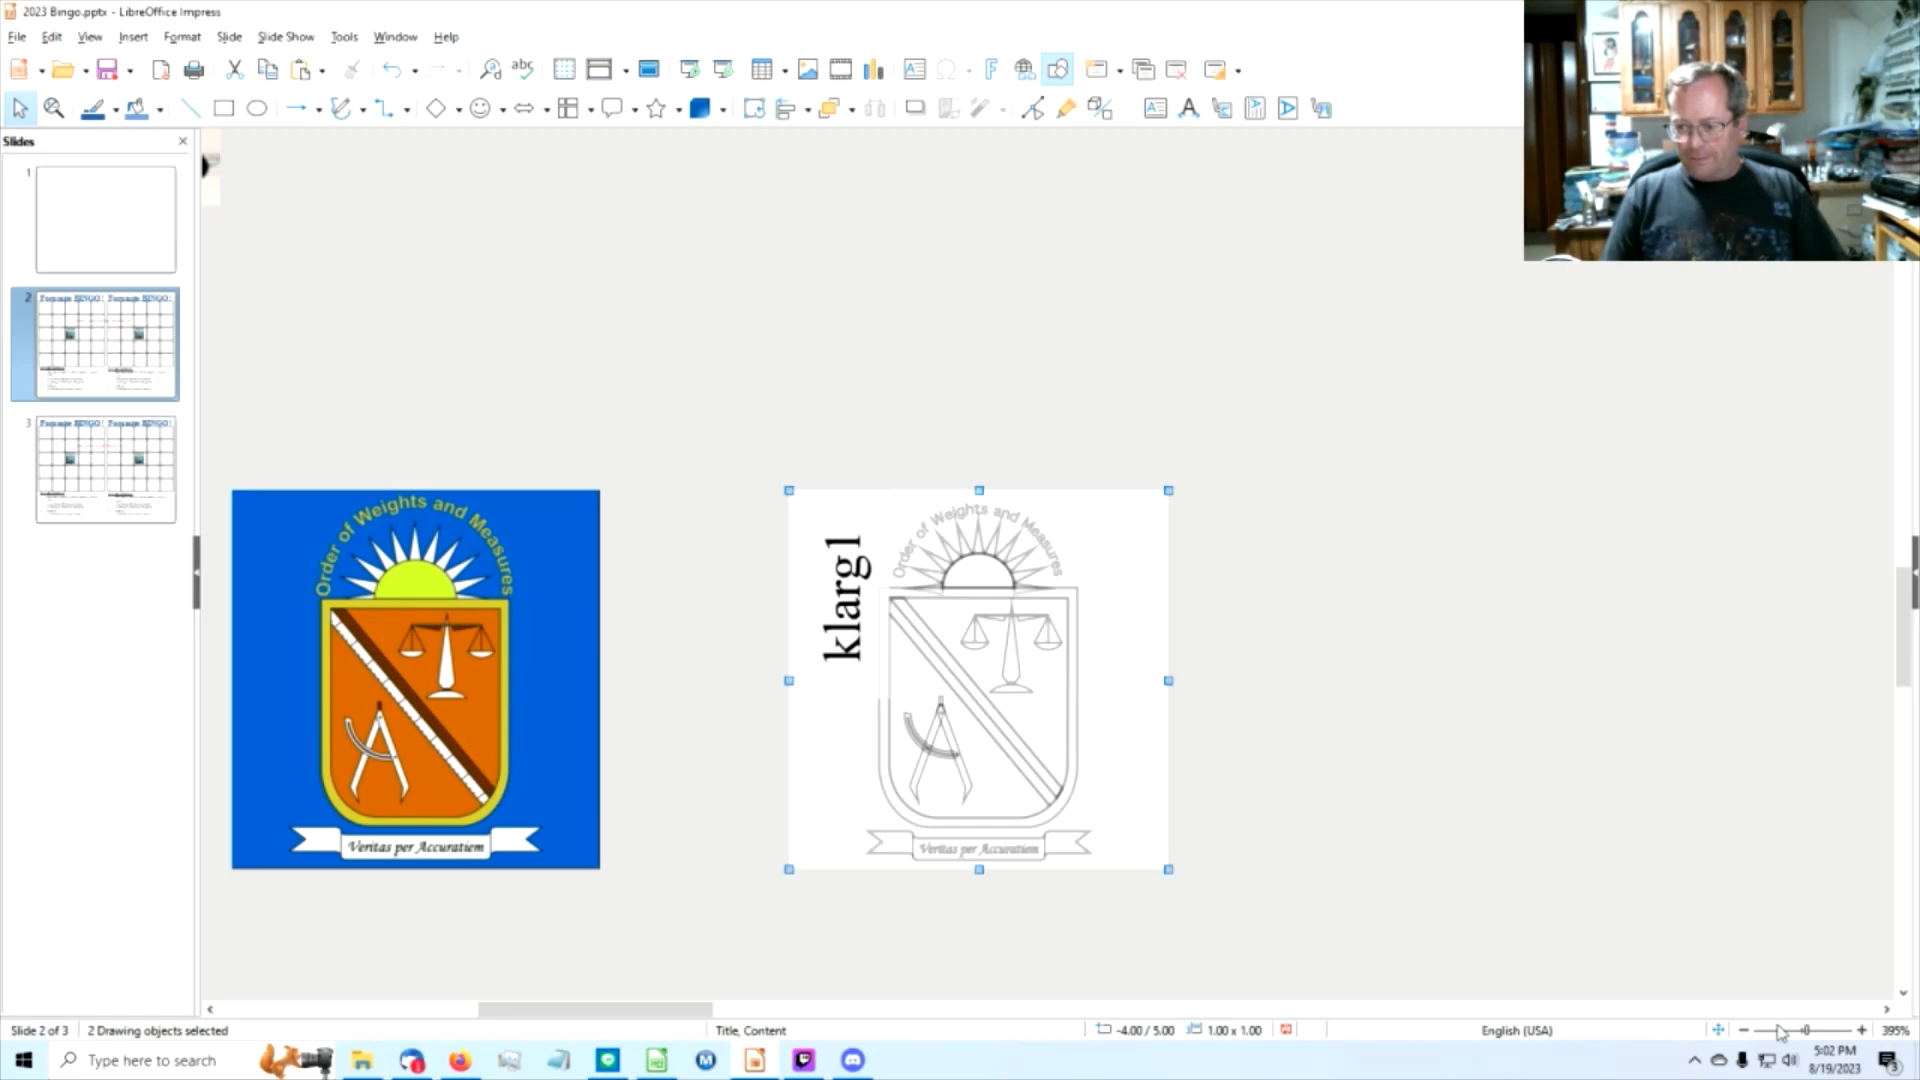 2023 Bingo.pptx - LibreOffice Impress
File Edit View Insert Format Slide Slide Show Tools Window Help
Slides
1
2
3
Order of Weights and Measures
Veritas per Accuratiem
klarg1
Order of Weights and Measures
Veritas per Accuratiem
Slide 2 of 3
2 Drawing objects selected
Title, Content
-4.00 / 5.00
1.00 x 1.00
English (USA)
395%
Type here to search
5:02 PM
8/19/2023